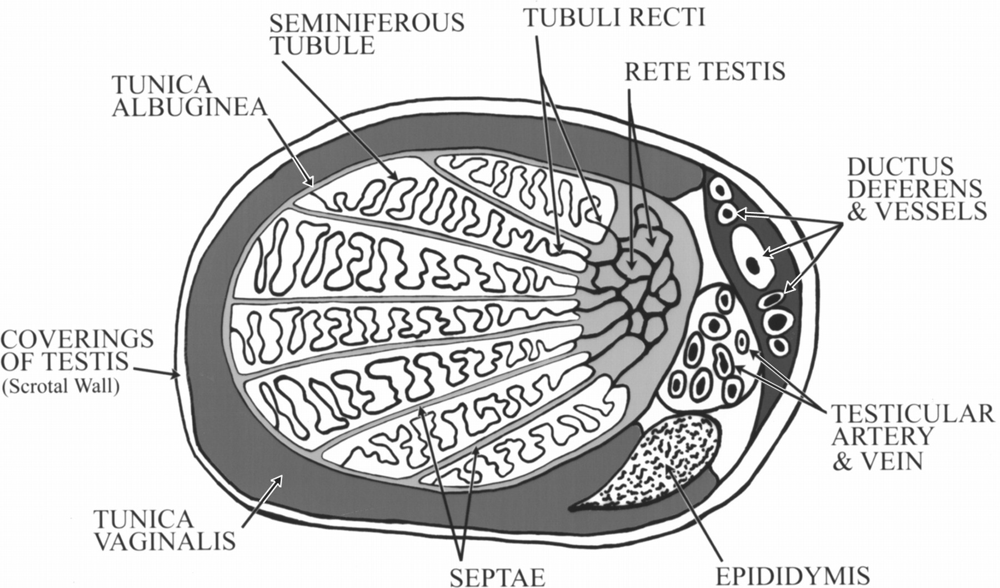 SEMINIFEROUS
TUBULE
TUBULI RECTI
RETE TESTIS
TUNICA
ALBUGINEA
DUCTUS
DEFERENS
& VESSELS
COVERINGS
OF TESTIS
(Scrotal Wall)
TESTICULAR
ARTERY
& VEIN
TUNICA
VAGINALIS
SEPTAE
EPIDIDYMIS